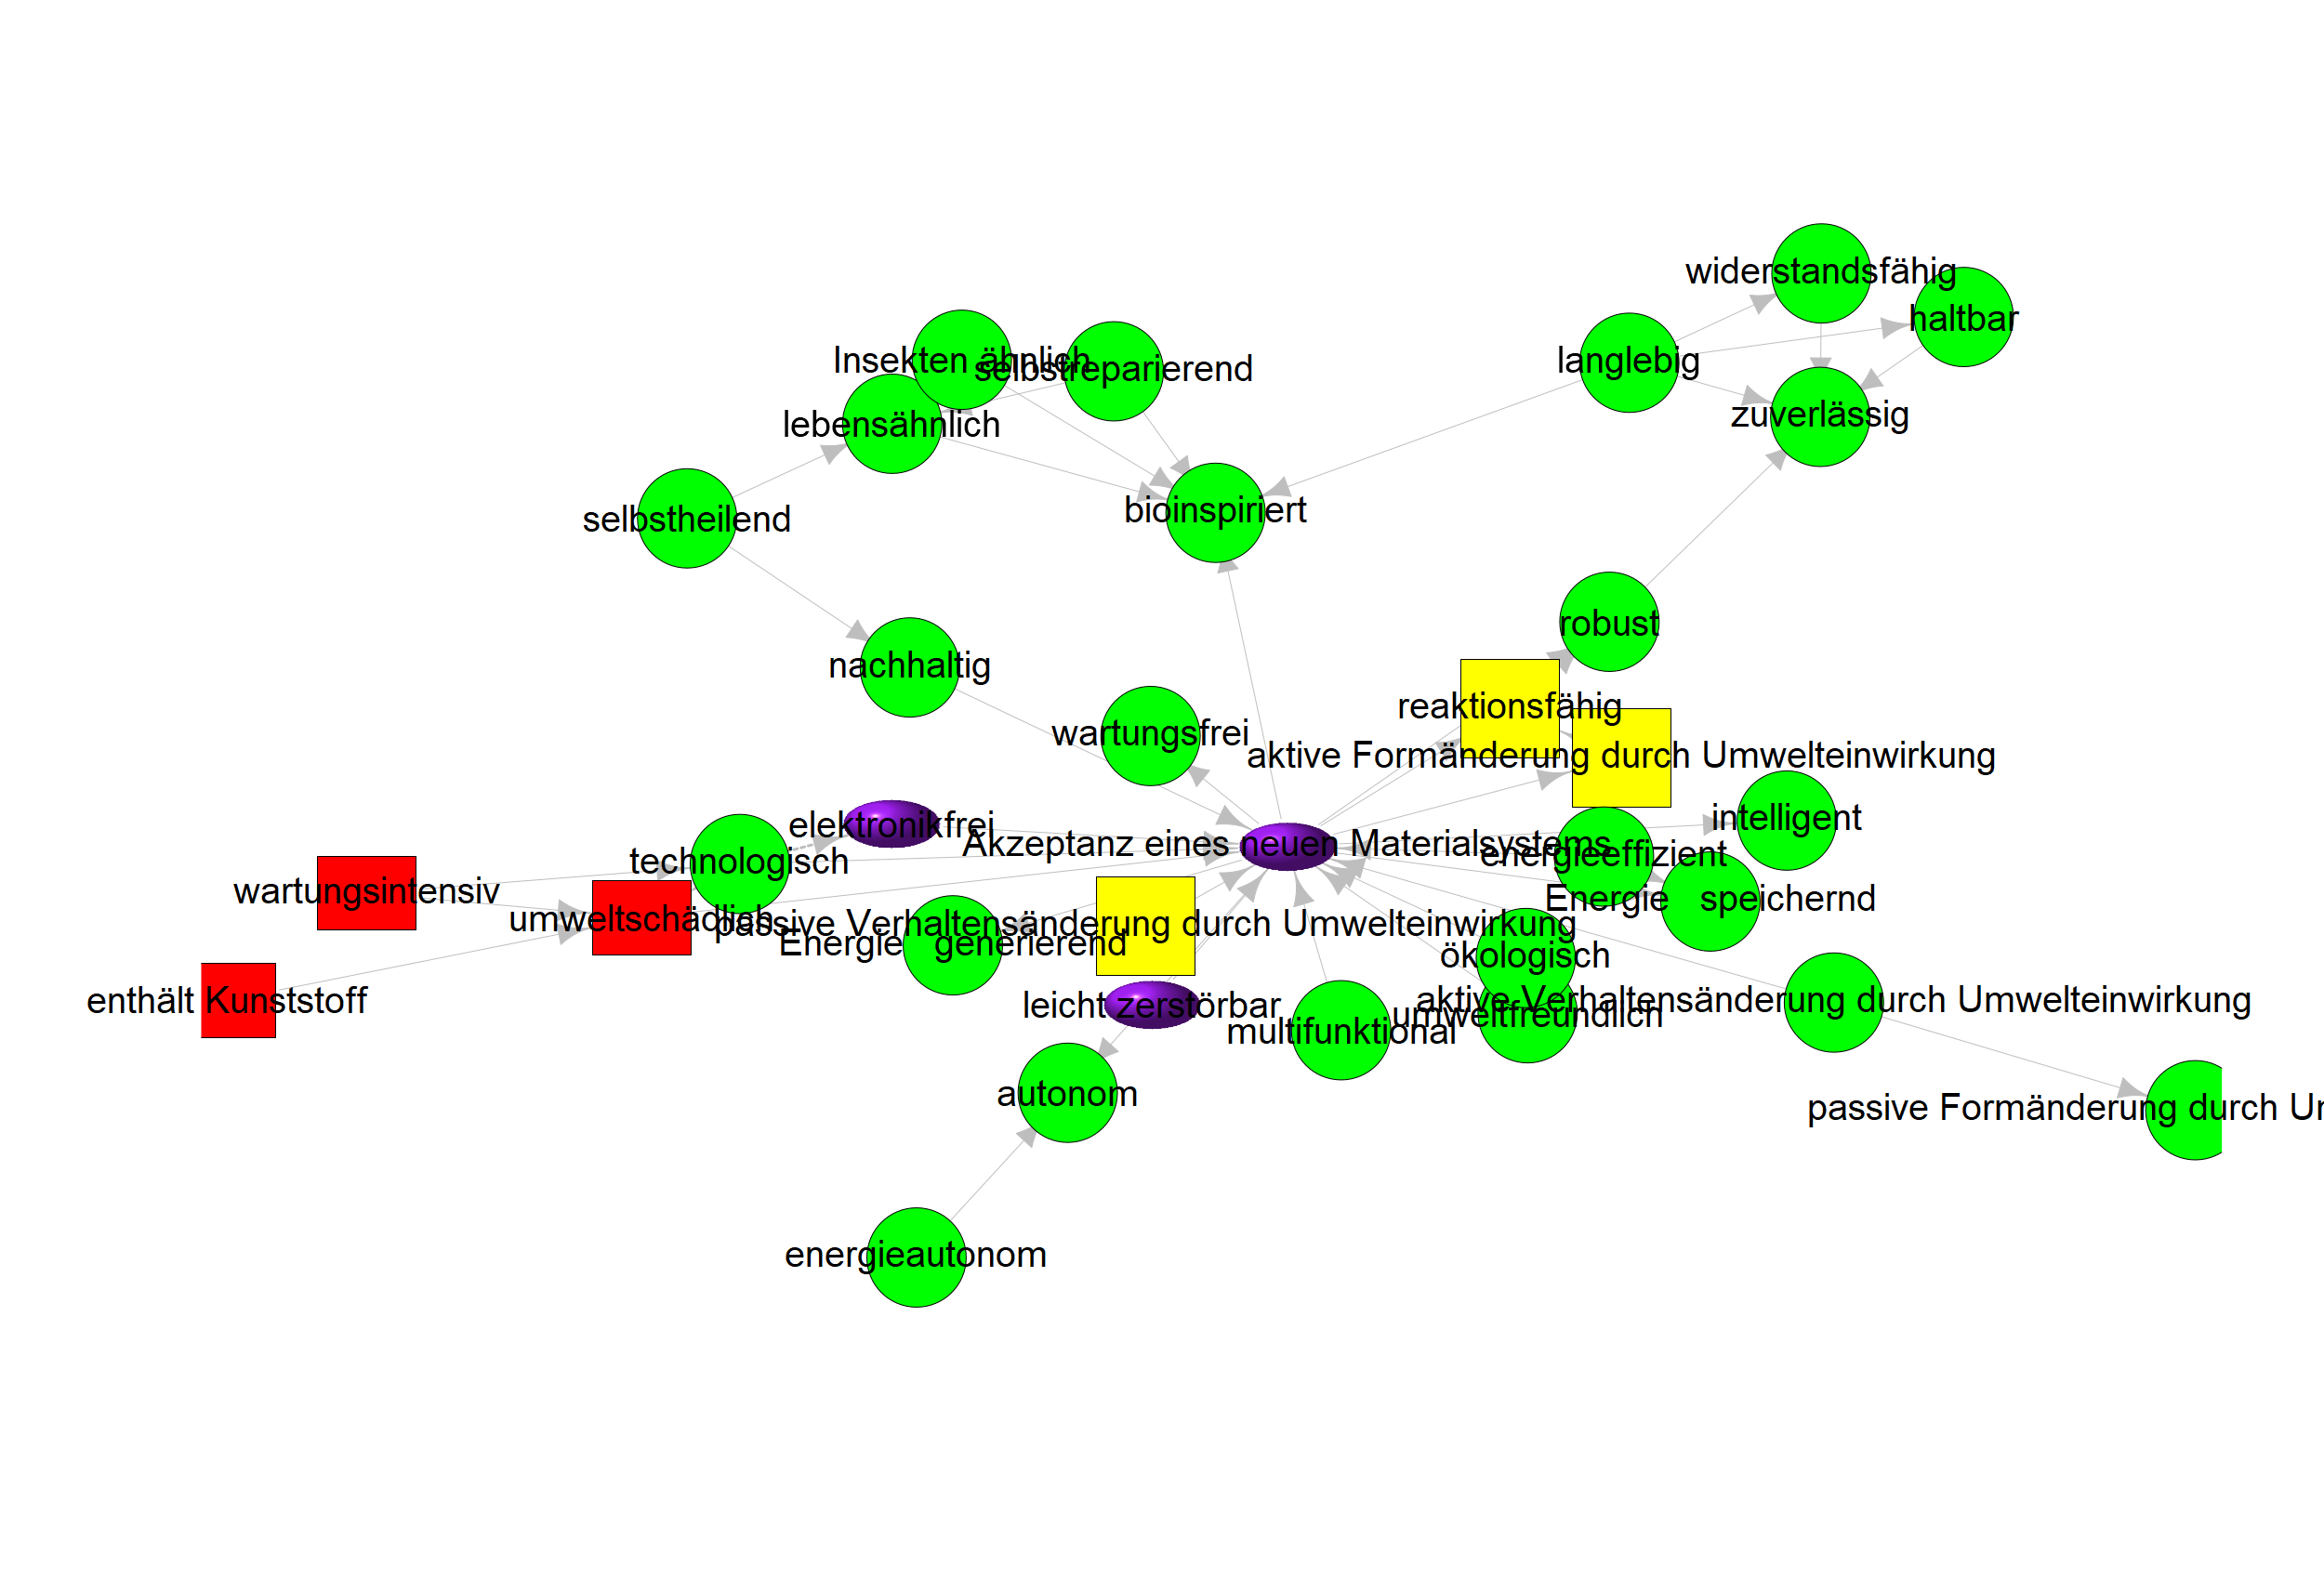 widerstandsfähig
haltbar
Insekten ähnlich
selbstreparierend
langlebig
lebensähnlich
zuverlässig
selbstheilend
bioinspiriert
robust
nachhaltig
reaktionsfähig
wartungsfrei
aktive Formänderung durch Umwelteinwirkung
elektronikfrei
intelligent
Akzeptanz eines neuen Materialsystems
energieeffizient
technologisch
wartungsintensiv
Energie speichernd
umweltschädlich
passive Verhaltensänderung durch Umwelteinwirkung
Energie generierend
ökologisch
enthält Kunststoff
leicht zerstörbar
aktive Verhaltensänderung durch Umwelteinwirkung
umweltfreundlich
multifunktional
autonom
passive Formänderung durch Ur
energieautonom